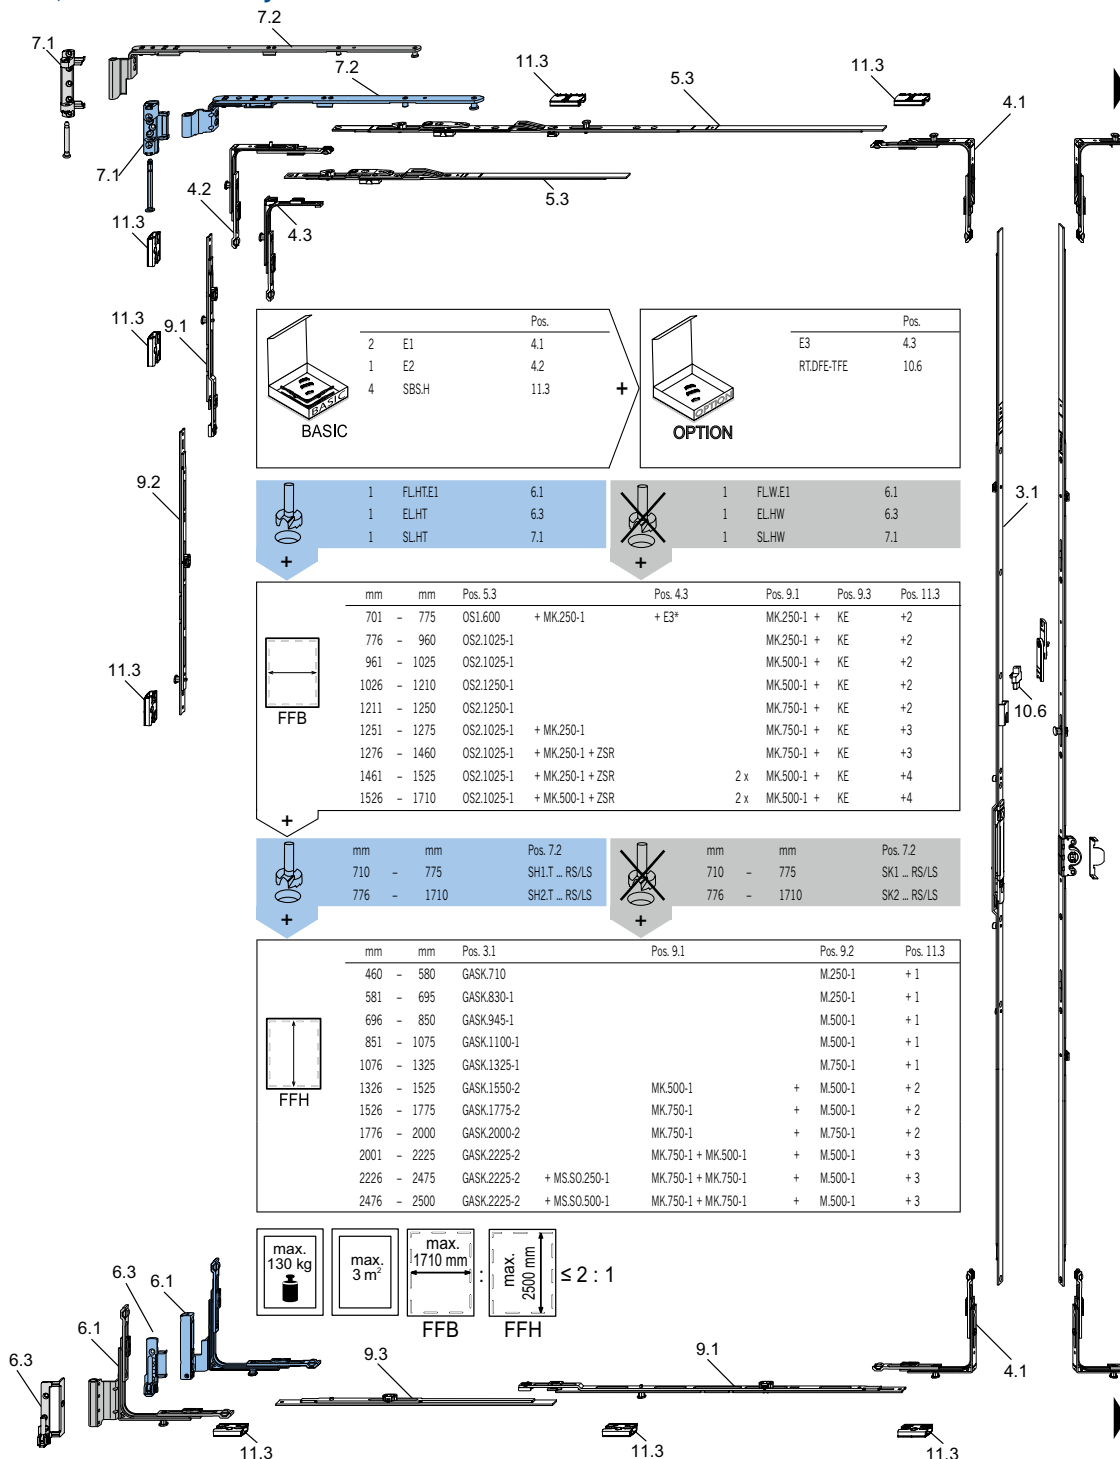 7.2
7.1
7.2
11.3
11.3
5.3
4.1
7.1
4.2
5.3
4.3
11.3
11.3
9.1
Pos.
2 E1 4.1
1 E2 4.2
4 SBS.H 11.3
BASIC
BASIC
+
Pos.
E3 4.3
RT.DFE-TFE 10.6
OPTION
OPTION
9.2
3.1
1 FL.HT.E1 6.1
1 EL.HT 6.3
1 SL.HT 7.1
+
1 FL.W.E1 6.1
1 EL.HW 6.3
1 SL.HW 7.1
+
mm mm Pos. 5.3 Pos. 4.3 Pos. 9.1 Pos. 9.3 Pos. 11.3
701 – 775 OS1.600 + MK.250-1 + E3* MK.250-1 + KE +2
776 – 960 OS2.1025-1 MK.250-1 + KE +2
961 – 1025 OS2.1025-1 MK.500-1 + KE +2
1026 – 1210 OS2.1250-1 MK.500-1 + KE +2
1211 – 1250 OS2.1250-1 MK.750-1 + KE +2
1251 – 1275 OS2.1025-1 + MK.250-1 MK.750-1 + KE +3
1276 – 1460 OS2.1025-1 + MK.250-1 + ZSR MK.750-1 + KE +3
1461 – 1525 OS2.1025-1 + MK.250-1 + ZSR 2 x MK.500-1 + KE +4
1526 – 1710 OS2.1025-1 + MK.500-1 + ZSR 2 x MK.500-1 + KE +4
FFB
+
11.3
10.6
mm mm Pos. 7.2
710 – 775 SH1.T ... RS/LS
776 – 1710 SH2.T ... RS/LS
+
mm mm Pos. 7.2
710 – 775 SK1 ... RS/LS
776 – 1710 SK2 ... RS/LS
+
mm mm Pos. 3.1 Pos. 9.1 Pos. 9.2 Pos. 11.3
460 – 580 GASK.710 M.250-1 + 1
581 – 695 GASK.830-1 M.250-1 + 1
696 – 850 GASK.945-1 M.500-1 + 1
851 – 1075 GASK.1100-1 M.500-1 + 1
1076 – 1325 GASK.1325-1 M.750-1 + 1
1326 – 1525 GASK.1550-2 MK.500-1 + M.500-1 + 2
1526 – 1775 GASK.1775-2 MK.750-1 + M.500-1 + 2
1776 – 2000 GASK.2000-2 MK.750-1 + M.750-1 + 2
2001 – 2225 GASK.2225-2 MK.750-1 + MK.500-1 + M.500-1 + 3
2226 – 2475 GASK.2225-2 + MS.SO.250-1 MK.750-1 + MK.750-1 + M.500-1 + 3
2476 – 2500 GASK.2225-2 + MS.SO.500-1 MK.750-1 + MK.750-1 + M.500-1 + 3
FFH
max.
130 kg
max.
3 m²
max.
1710 mm
FFB
:
max.
2500 mm
FFH
≤ 2 : 1
6.3
6.1
6.1
6.3
9.3
9.1
4.1
11.3
11.3
11.3